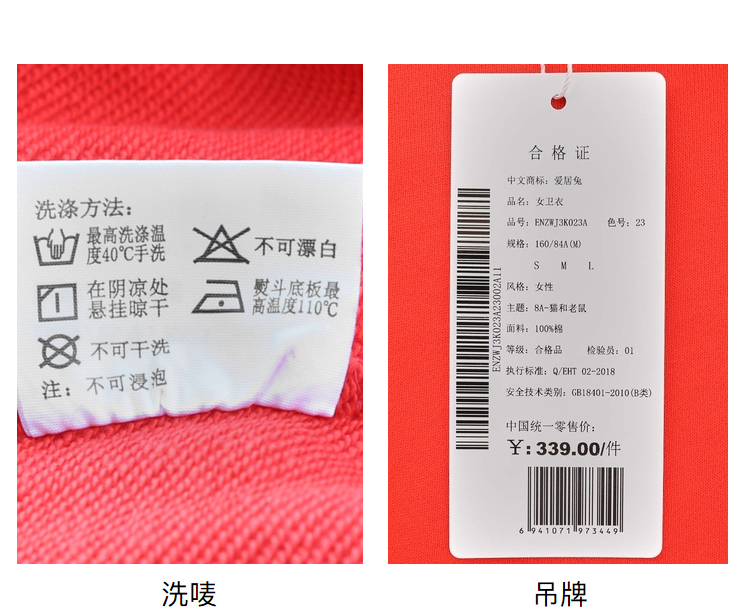 洗涤方法：
最高洗涤温
度40℃手洗
不可漂白
在阴凉处
悬挂晾干
熨斗底板最
高温度110℃
不可干洗
注：不可浸泡
洗唛
合格证
中文商标：爱居兔
品名：女卫衣
品号：ENZWJ3K023A 色号：23
规格：160/84A(M)
S M L
风格：女性
主题：8A-猫和老鼠
面料：100%棉
等级：合格品 检验员：01
执行标准：Q/EHT 02-2018
安全技术类别：GB18401-2010(B类)
ENZWJ3K023A23002A11
中国统一零售价：
¥:339.00/件
6 941071 973449
吊牌